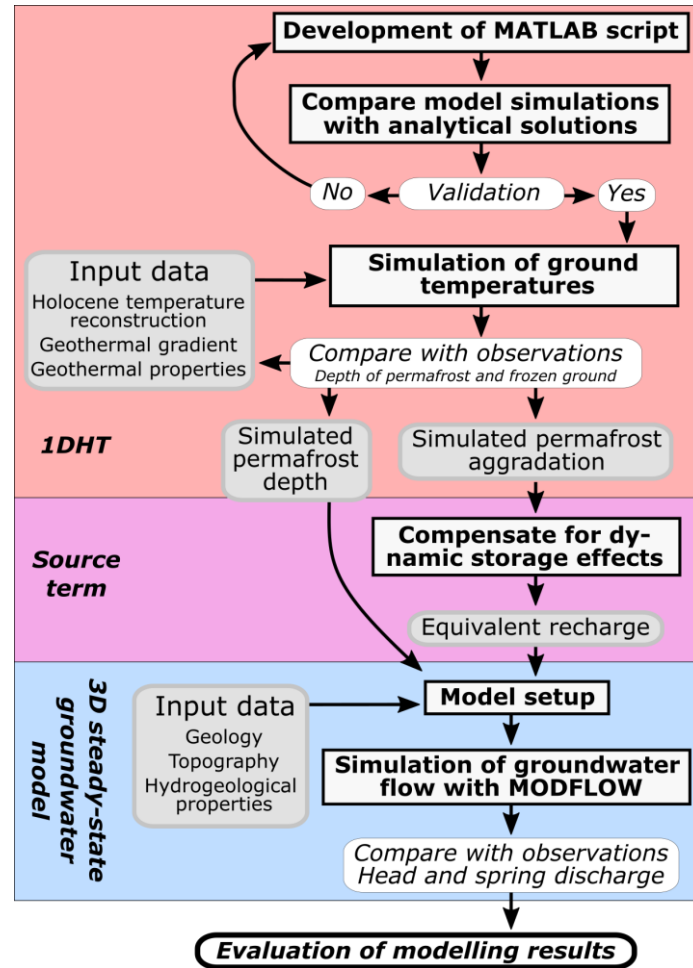 Development of MATLAB script
Compare model simulations
with analytical solutions
No
Validation
Yes
Input data
Holocene temperature
reconstruction
Geothermal gradient
Geothermal properties
Simulation of ground
temperatures
Compare with observations
Depth of permafrost and frozen ground
1DHT
Simulated
permafrost
depth
Simulated permafrost
aggradation
Source
term
Compensate for dy-
namic storage effects
Equivalent recharge
3D steady-state
groundwater
model
Input data
Geology
Topography
Hydrogeological
properties
Model setup
Simulation of groundwater
flow with MODFLOW
Compare with observations
Head and spring discharge
Evaluation of modelling results